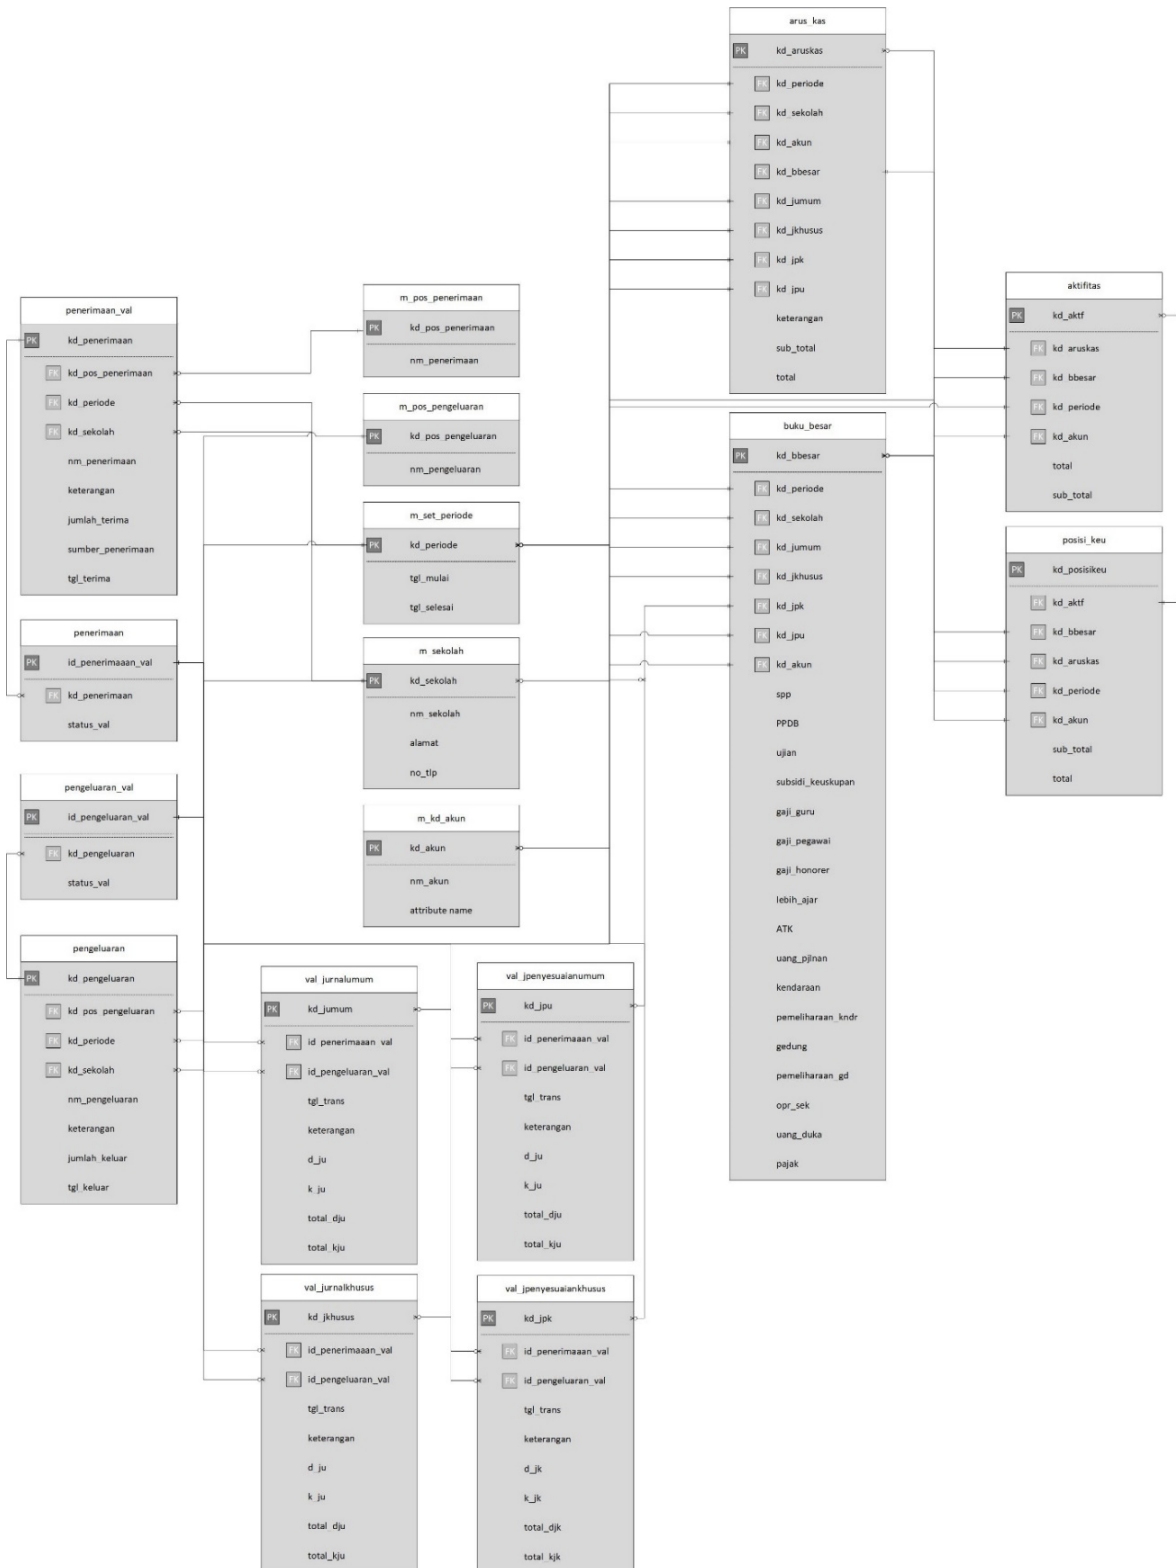 arus_kas
PK kd_aruskas
FK kd_periode
FK kd_sekolah
FK kd_akun
FK kd_bbesar
FK kd_jumum
FK kd_jkhusus
FK kd_jpk
FK kd_jpu
keterangan
sub_total
total
penerimaan_val
PK kd_penerimaan
FK kd_pos_penerimaan
FK kd_periode
FK kd_sekolah
nm_penerimaan
keterangan
jumlah_terima
sumber_penerimaan
tgl_terima
m_pos_penerimaan
PK kd_pos_penerimaan
nm_penerimaan
m_pos_pengeluaran
PK kd_pos_pengeluaran
nm_pengeluaran
m_set_periode
PK kd_periode
tgl_mulai
tgl_selesai
m_sekolah
PK kd_sekolah
nm_sekolah
alamat
no_tlp
m_kd_akun
PK kd_akun
nm_akun
attribute name
aktifitas
PK kd_aktf
FK kd_aruskas
FK kd_bbesar
FK kd_periode
FK kd_akun
total
sub_total
buku_besar
PK kd_bbesar
FK kd_periode
FK kd_sekolah
FK kd_jumum
FK kd_jkhusus
FK kd_jpk
FK kd_jpu
FK kd_akun
spp
PPDB
ujian
subsidi_keuskupan
gaji_guru
gaji_pegawai
gaji_honorer
lebih_ajar
ATK
uang_pjlnan
kendaraan
pemeliharaan_kndr
gedung
pemeliharaan_gd
opr_sek
uang_duka
pajak
posisi_keu
PK kd_posisikeu
FK kd_aktf
FK kd_bbesar
FK kd_aruskas
FK kd_periode
FK kd_akun
sub_total
total
penerimaan
PK id_penerimaaan_val
FK kd_penerimaan
status_val
pengeluaran_val
PK id_pengeluaran_val
FK kd_pengeluaran
status_val
pengeluaran
PK kd_pengeluaran
FK kd_pos_pengeluaran
FK kd_periode
FK kd_sekolah
nm_pengeluaran
keterangan
jumlah_keluar
tgl_keluar
val_jurnalumum
PK kd_jumum
FK id_penerimaaan_val
FK id_pengeluaran_val
tgl_trans
keterangan
d_ju
k_ju
total_dju
total_kju
val_jpenyesuaianumum
PK kd_jpu
FK id_penerimaaan_val
FK id_pengeluaran_val
tgl_trans
keterangan
d_ju
k_ju
total_dju
total_kju
val_jurnalkhusus
PK kd_jkhusus
FK id_penerimaaan_val
FK id_pengeluaran_val
tgl_trans
keterangan
d_ju
k_ju
total_dju
total_kju
val_jpenyesuaiankhusus
PK kd_jpk
FK id_penerimaaan_val
FK id_pengeluaran_val
tgl_trans
keterangan
d_jk
k_jk
total_djk
total_kjk